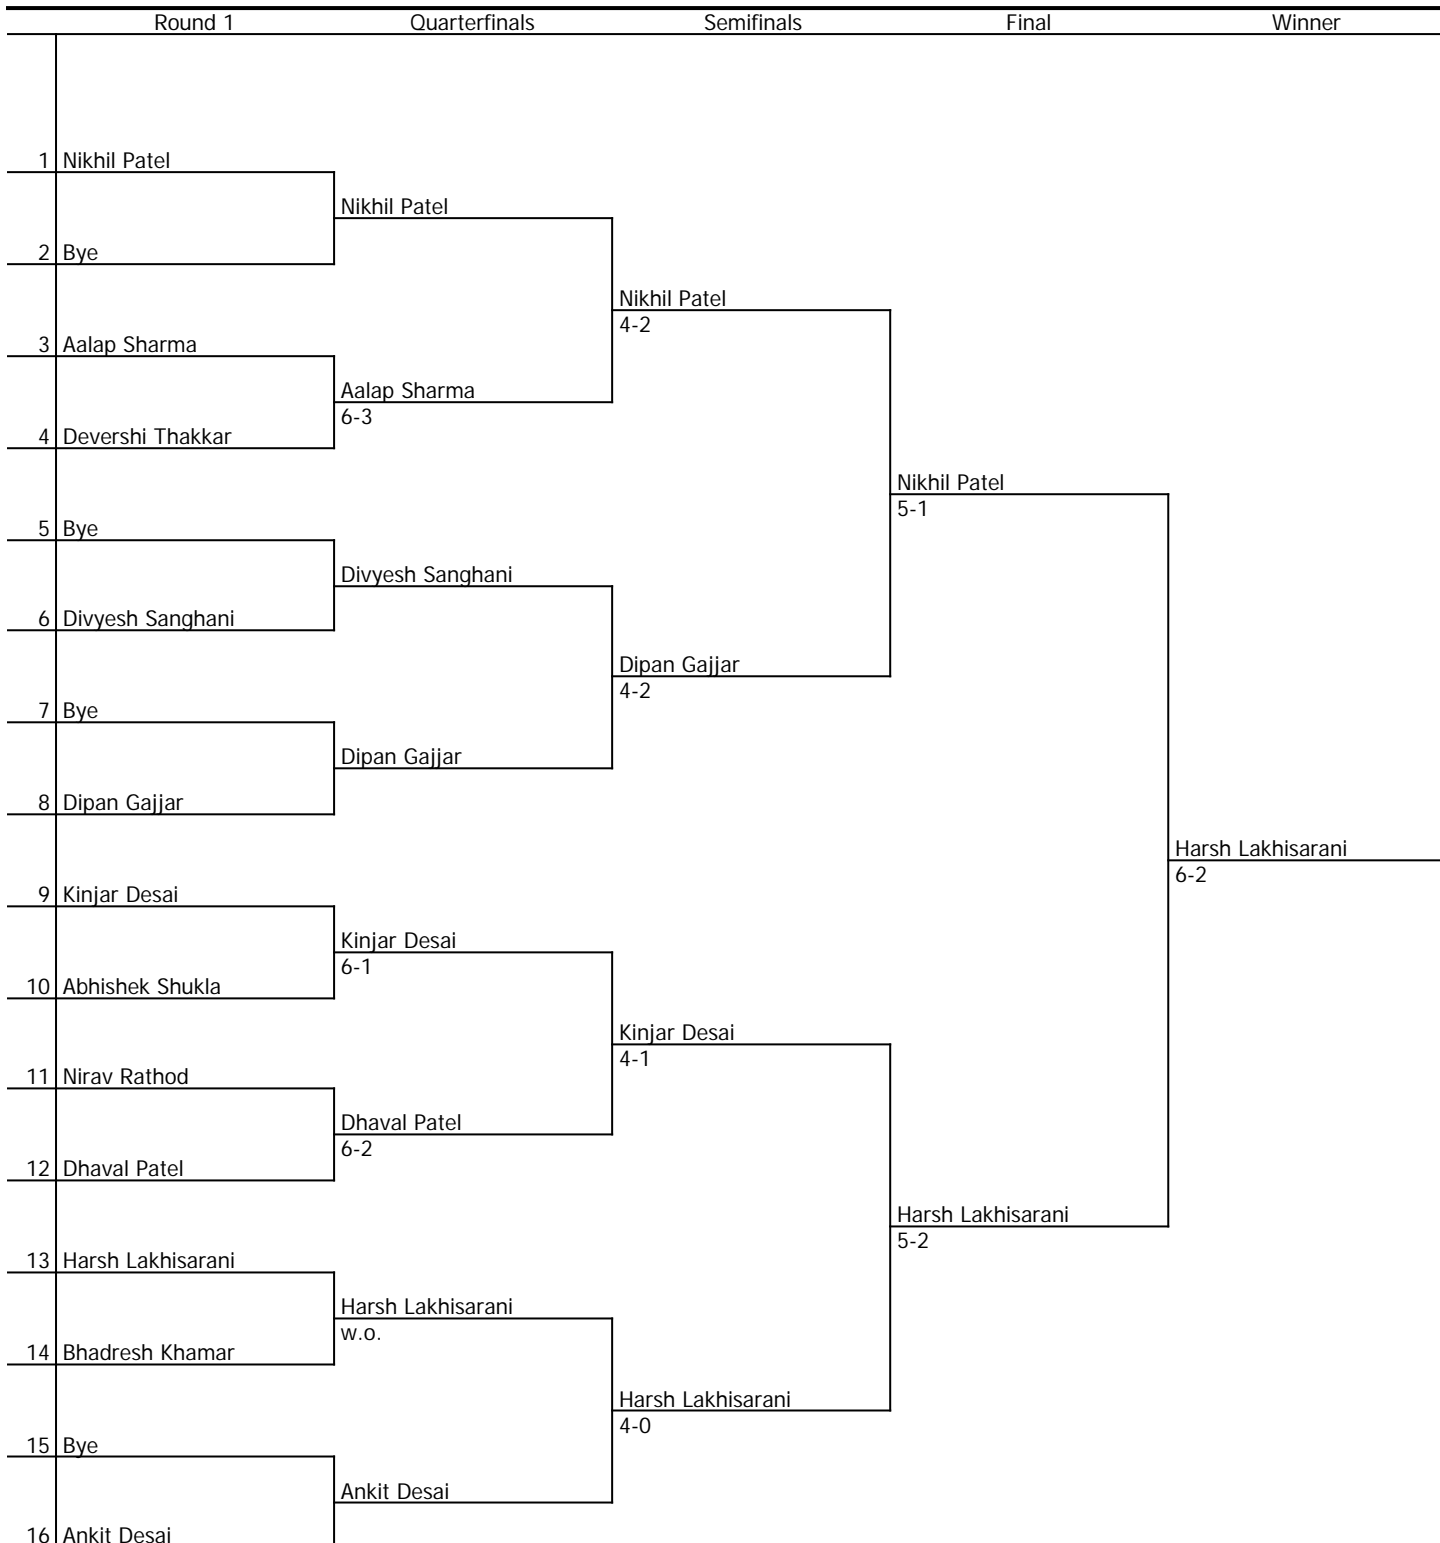 Round 1 Quarterfinals Semifinals Final Winner
1 Nikhil Patel
Nikhil Patel
2 Bye
Nikhil Patel
4-2
3 Aalap Sharma
Aalap Sharma
6-3
4 Devershi Thakkar
Nikhil Patel
5-1
5 Bye
Divyesh Sanghani
6 Divyesh Sanghani
Dipan Gajjar
4-2
7 Bye
Dipan Gajjar
8 Dipan Gajjar
Harsh Lakhisarani
6-2
9 Kinjar Desai
Kinjar Desai
6-1
10 Abhishek Shukla
Kinjar Desai
4-1
11 Nirav Rathod
Dhaval Patel
6-2
12 Dhaval Patel
Harsh Lakhisarani
5-2
13 Harsh Lakhisarani
Harsh Lakhisarani
w.o.
14 Bhadresh Khamar
Harsh Lakhisarani
4-0
15 Bye
Ankit Desai
16 Ankit Desai